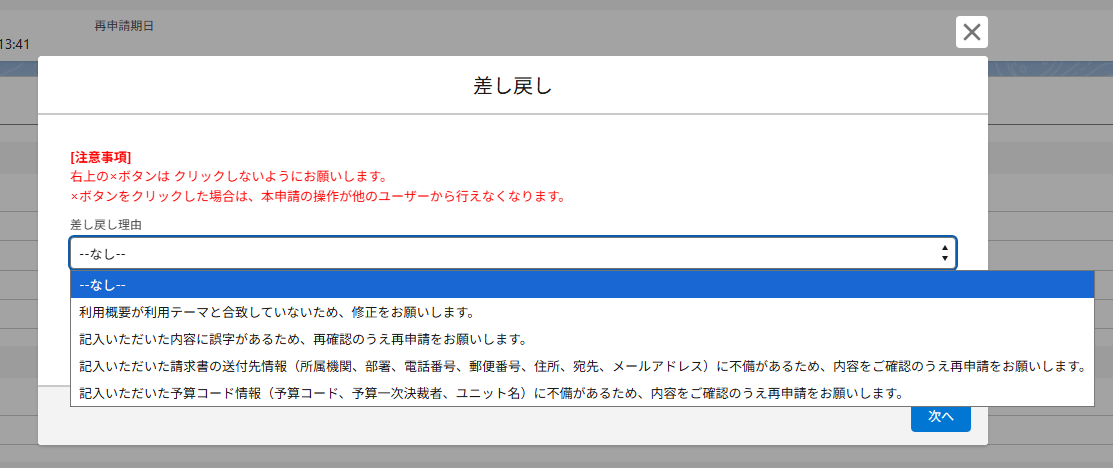 再申請期日
13:41
差し戻し
[注意事項]
右上の×ボタンは クリックしないようにお願いします。
×ボタンをクリックした場合は、本申請の操作が他のユーザーから行えなくなります。
差し戻し理由
--なし--
--なし--
利用概要が利用テーマと合致していないため、修正をお願いします。
記入いただいた内容に誤字があるため、再確認のうえ再申請をお願いします。
記入いただいた請求書の送付先情報（所属機関、部署、電話番号、郵便番号、住所、宛先、メールアドレス）に不備があるため、内容をご確認のうえ再申請をお願いします。
記入いただいた予算コード情報（予算コード、予算一次決裁者、ユニット名）に不備があるため、内容をご確認のうえ再申請をお願いします。
次へ